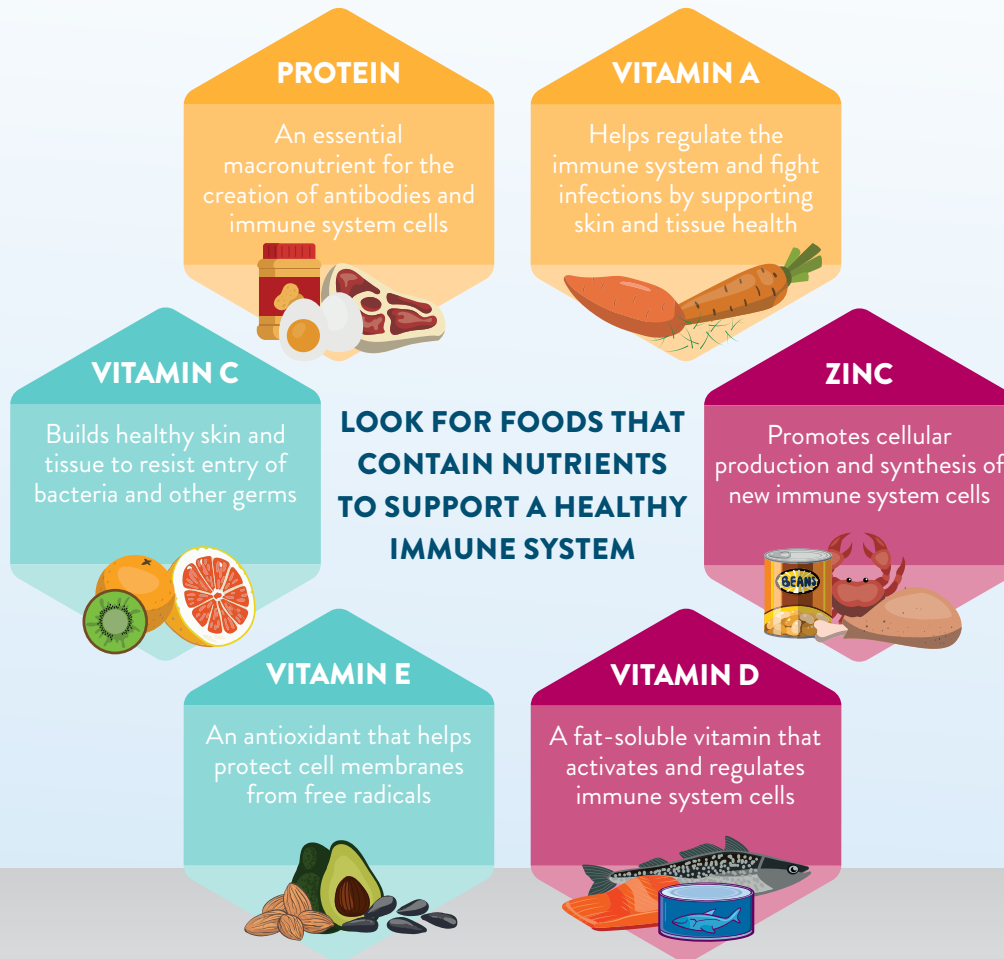 PROTEIN
An essential
macronutrient for the
creation of antibodies and
immune system cells
VITAMIN A
Helps regulate the
immune system and fight
infections by supporting
skin and tissue health
VITAMIN C
Builds healthy skin and
tissue to resist entry of
bacteria and other germs
LOOK FOR FOODS THAT
CONTAIN NUTRIENTS
TO SUPPORT A HEALTHY
IMMUNE SYSTEM
ZINC
Promotes cellular
production and synthesis of
new immune system cells
BEANS
VITAMIN E
An antioxidant that helps
protect cell membranes
from free radicals
VITAMIN D
A fat-soluble vitamin that
activates and regulates
immune system cells